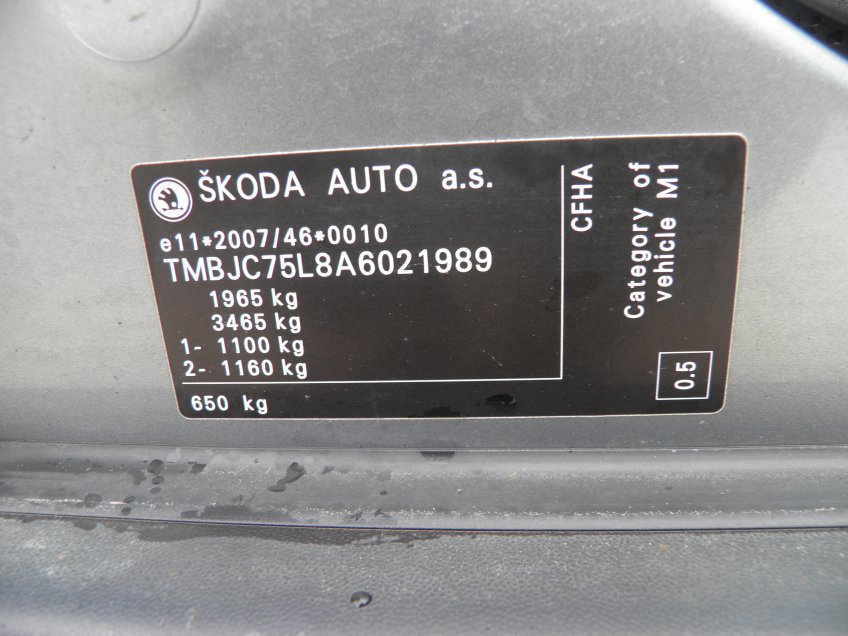 ŠKODA AUTO a.s.
e11*2007/46*0010
TMBJC75L8A6021989
1965 kg
3465 kg
1- 1100 kg
2- 1160 kg
650 kg
CFHA
Category of
vehicle M1
0.5